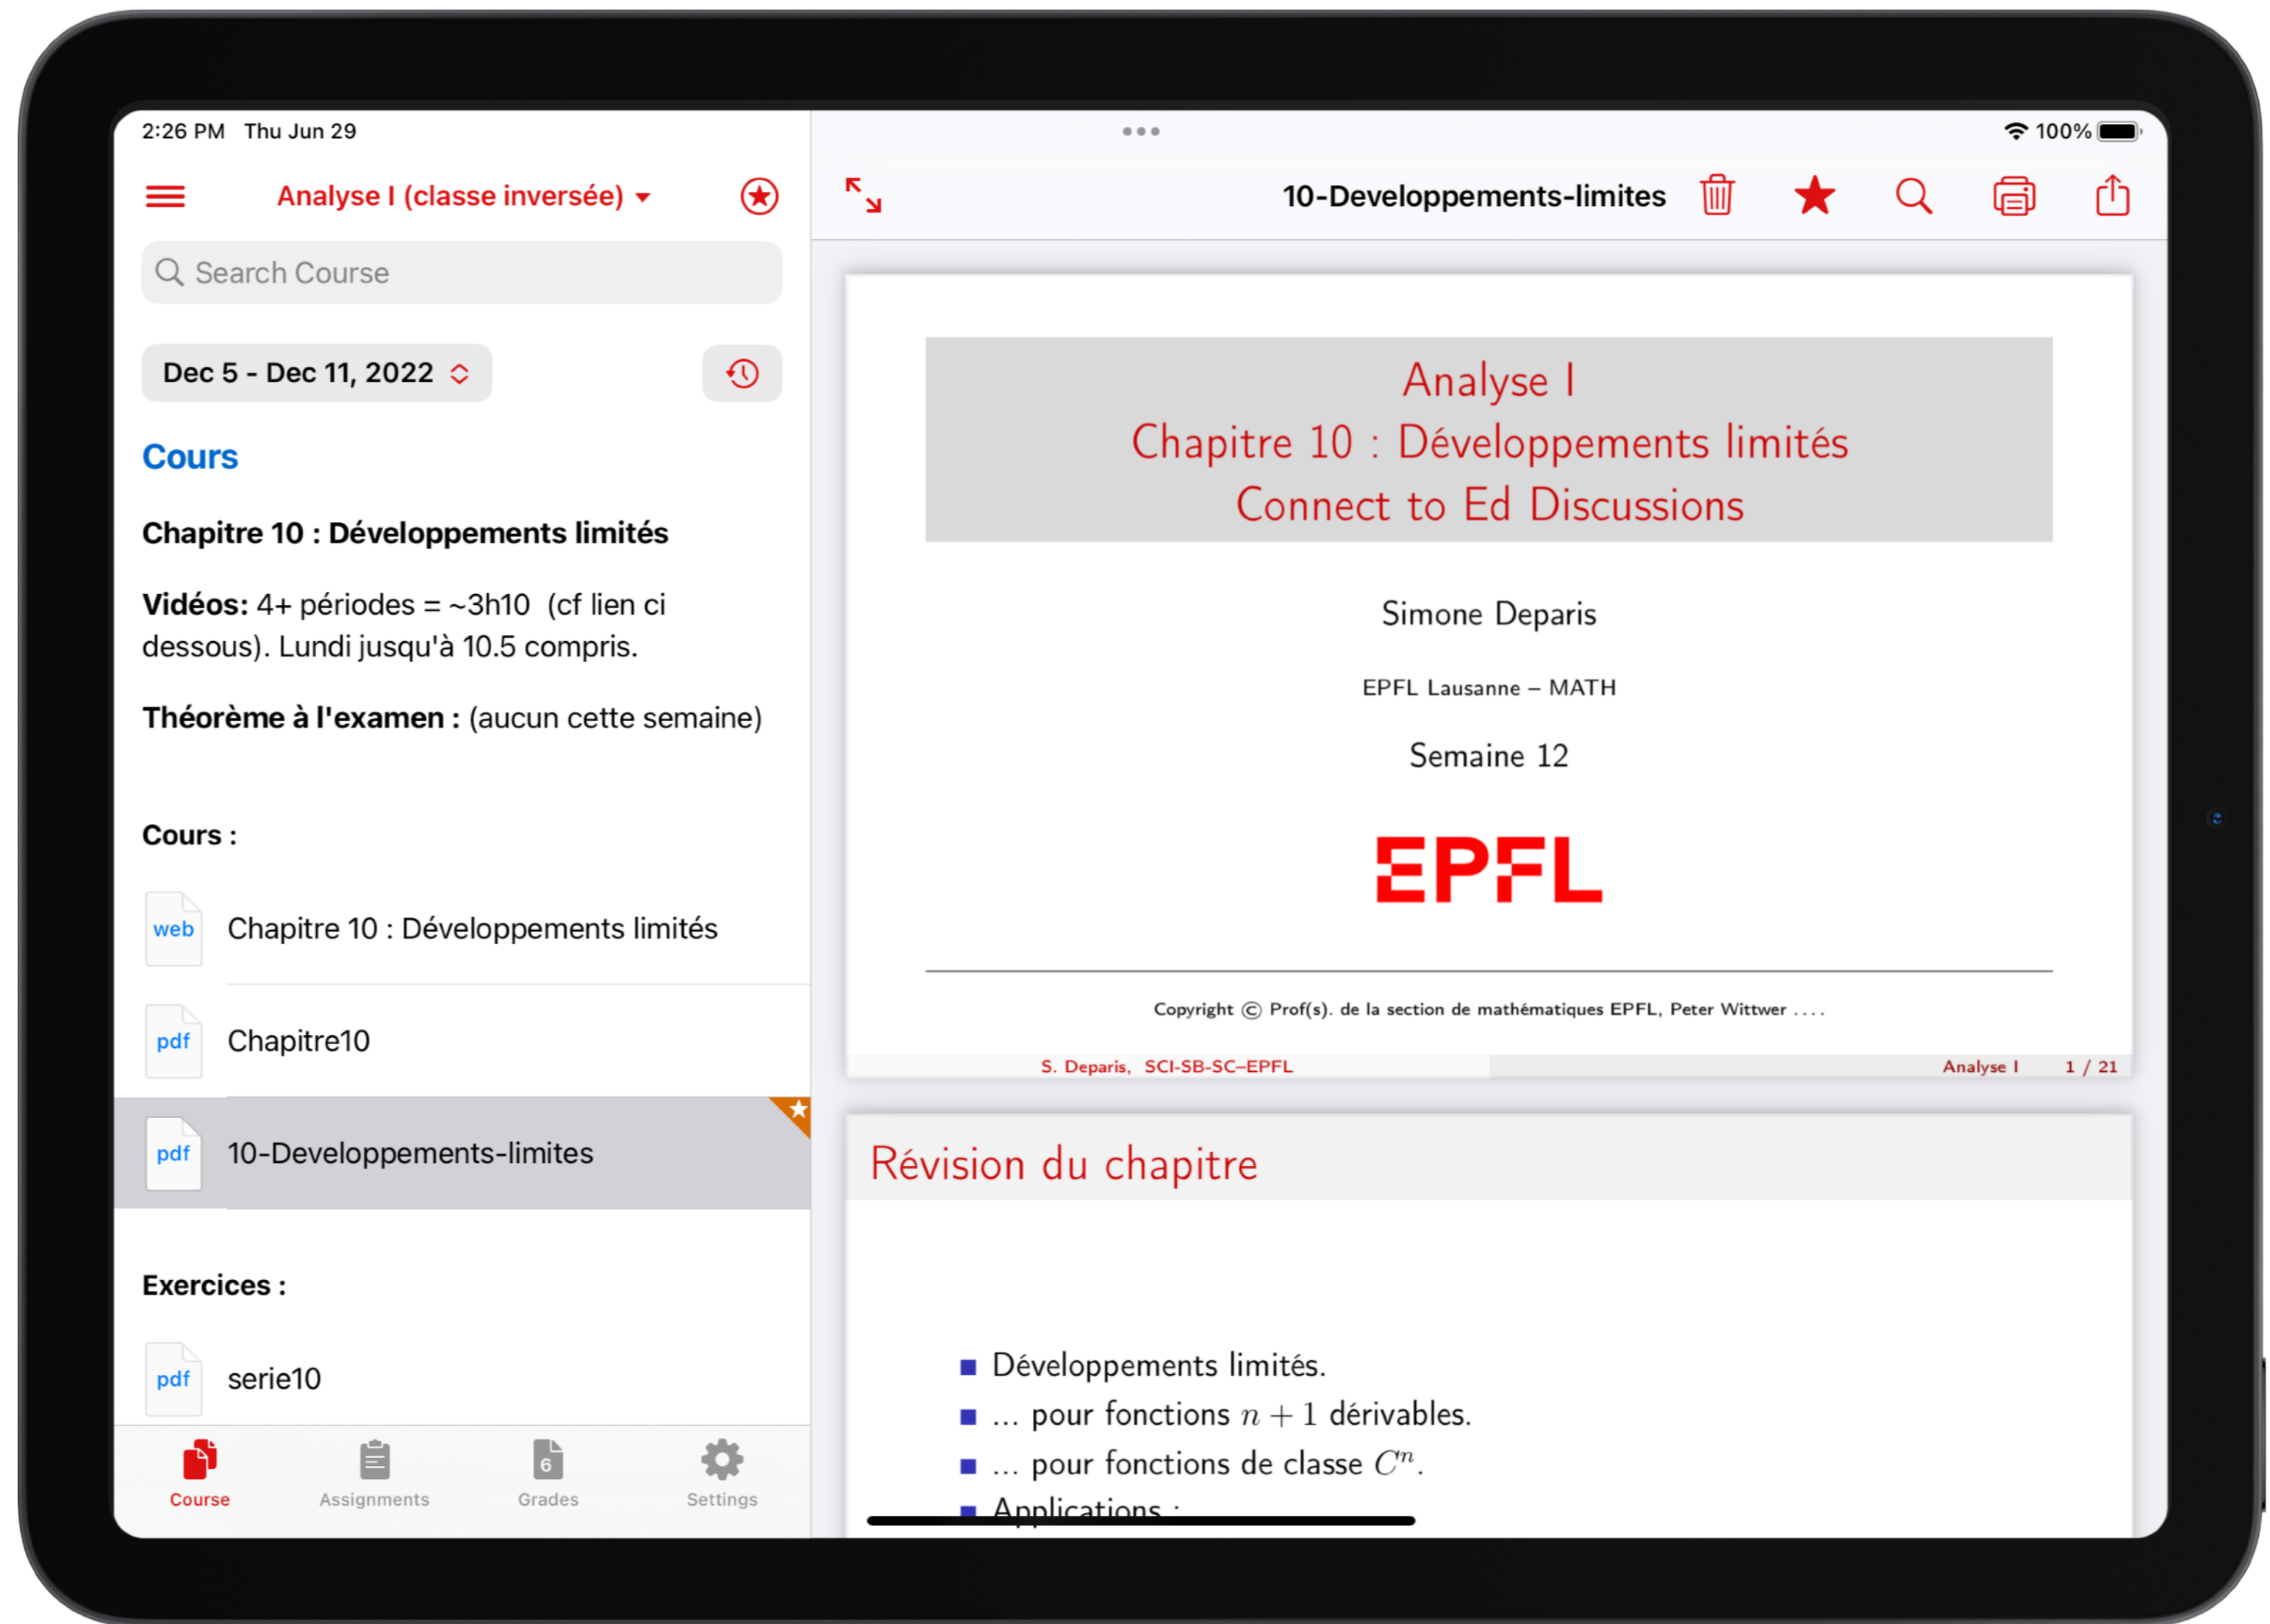 2:26 PM Thu Jun 29
100%
Analyse I (classe inversée)
Search Course
Dec 5 - Dec 11, 2022
Cours
Chapitre 10 : Développements limités
Vidéos: 4+ périodes = ~3h10 (cf lien ci
dessous). Lundi jusqu'à 10.5 compris.
Théorème à l'examen : (aucun cette semaine)
Cours :
web
Chapitre 10 : Développements limités
pdf
Chapitre10
pdf
10-Developpements-limites
Exercices :
pdf
serie10
Course
Assignments
6
Grades
Settings
10-Developpements-limites
Analyse I
Chapitre 10 : Développements limités
Connect to Ed Discussions
Simone Deparis
EPFL Lausanne – MATH
Semaine 12
EPFL
Copyright © Prof(s). de la section de mathématiques EPFL, Peter Wittwer ....
S. Deparis, SCI-SB-SC–EPFL
Analyse I 1 / 21
Révision du chapitre
Développements limités.
... pour fonctions n + 1 dérivables.
... pour fonctions de classe Cⁿ.
Applications :